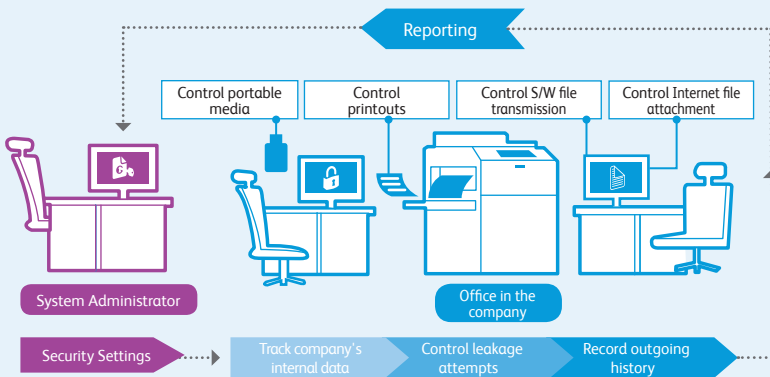 Reporting
Control portable
media
Control
printouts
Control S/W file
transmission
Control Internet file
attachment
System Administrator
Office in the
company
Security Settings
Track company's
internal data
Control leakage
attempts
Record outgoing
history